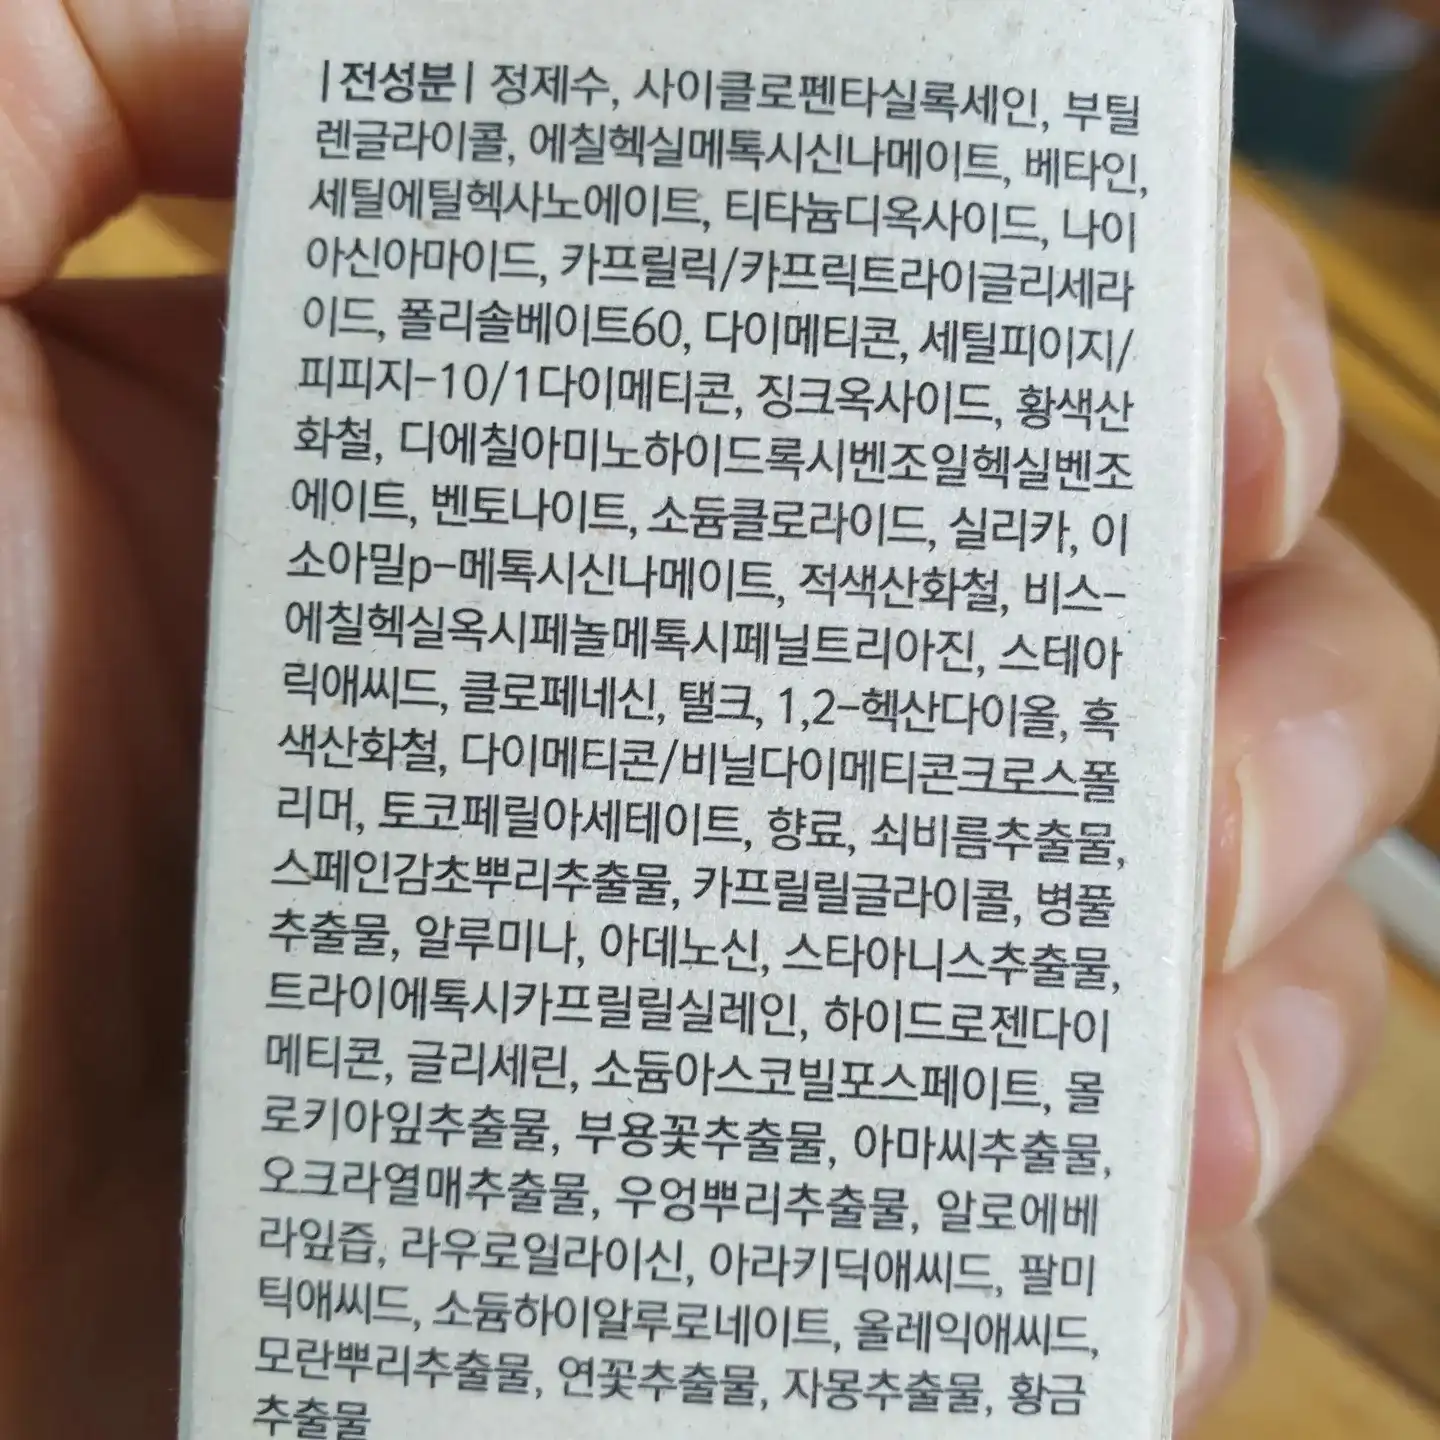 |전성분| 정제수, 사이클로펜타실록세인, 부틸
렌글라이콜, 에칠헥실메톡시신나메이트, 베타인,
세틸에틸헥사노에이트, 티타늄디옥사이드, 나이
아신아마이드, 카프릴릭/카프릭트라이글리세라
이드, 폴리솔베이트60, 다이메티콘, 세틸피이지/
피피지-10/1다이메티콘, 징크옥사이드, 황색산
화철, 디에칠아미노하이드록시벤조일헥실벤조
에이트, 벤토나이트, 소듐클로라이드, 실리카, 이
소아밀p-메톡시신나메이트, 적색산화철, 비스-
에칠헥실옥시페놀메톡시페닐트리아진, 스테아
릭애씨드, 클로페네신, 탤크, 1,2-헥산다이올, 흑
색산화철, 다이메티콘/비닐다이메티콘크로스폴
리머, 토코페릴아세테이트, 향료, 쇠비름추출물,
스페인감초뿌리추출물, 카프릴릴글라이콜, 병풀
추출물, 알루미나, 아데노신, 스타아니스추출물,
트라이에톡시카프릴릴실레인, 하이드로젠다이
메티콘, 글리세린, 소듐아스코빌포스페이트, 몰
로키아잎추출물, 부용꽃추출물, 아마씨추출물,
오크라열매추출물, 우엉뿌리추출물, 알로에베
라잎즙, 라우로일라이신, 아라키딕애씨드, 팔미
틱애씨드, 소듐하이알루로네이트, 올레익애씨드,
모란뿌리추출물, 연꽃추출물, 자몽추출물, 황금
추출물